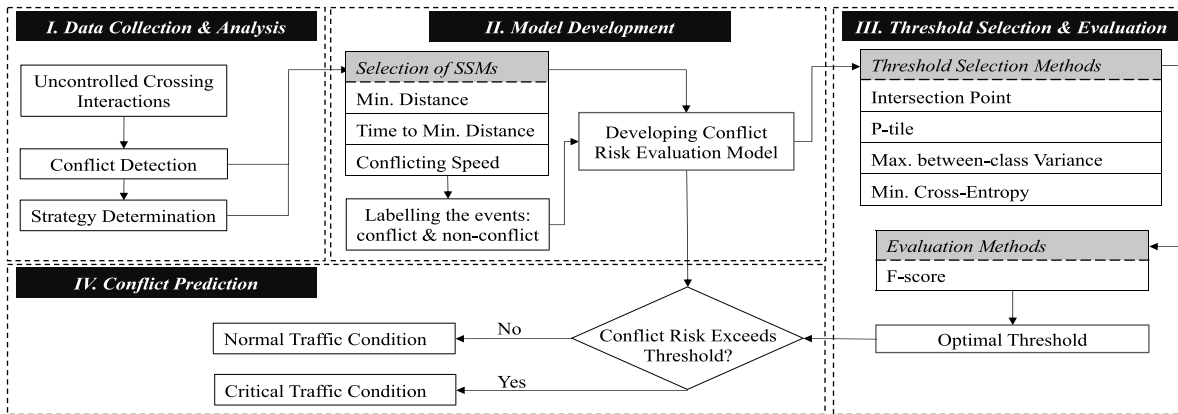 I. Data Collection & Analysis
Uncontrolled Crossing
Interactions
Conflict Detection
Strategy Determination
II. Model Development
Selection of SSMs
Min. Distance
Time to Min. Distance
Conflicting Speed
Labelling the events:
conflict & non-conflict
Developing Conflict
Risk Evaluation Model
III. Threshold Selection & Evaluation
Threshold Selection Methods
Intersection Point
P-tile
Max. between-class Variance
Min. Cross-Entropy
Evaluation Methods
F-score
Optimal Threshold
IV. Conflict Prediction
Conflict Risk Exceeds
Threshold?
No
Normal Traffic Condition
Yes
Critical Traffic Condition